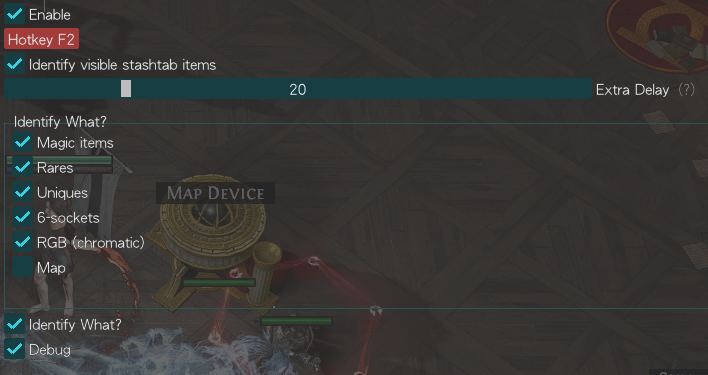 Enable
Hotkey F2
Identify visible stashtab items
20 Extra Delay (?)
Identify What?
Magic items
Rares
Uniques
MAP DEVICE
6-sockets
RGB (chromatic)
Map
Identify What?
Debug